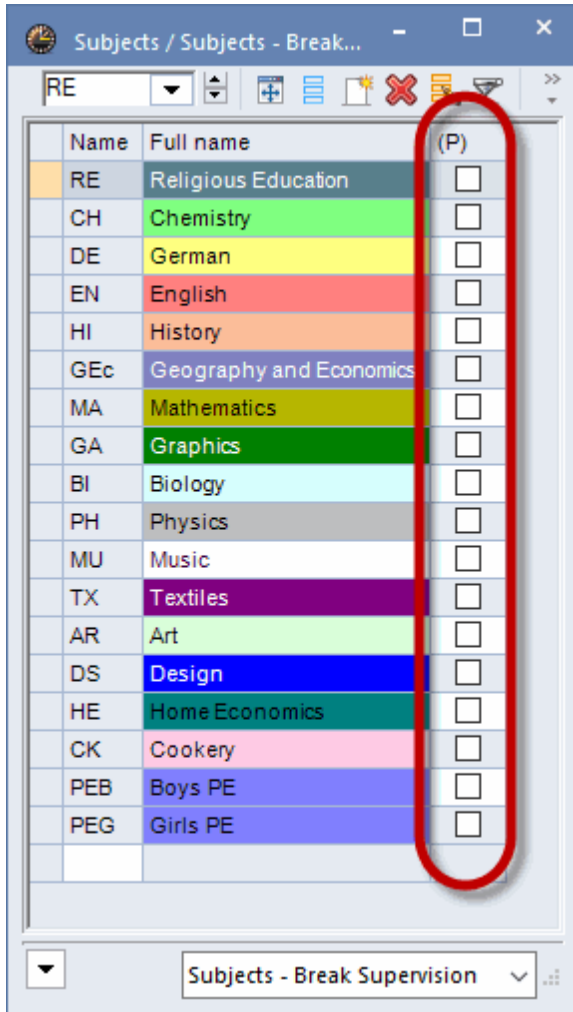 Subjects / Subjects - Break...
RE
Name Full name (P)
RE Religious Education
CH Chemistry
DE German
EN English
HI History
GEc Geography and Economics
MA Mathematics
GA Graphics
BI Biology
PH Physics
MU Music
TX Textiles
AR Art
DS Design
HE Home Economics
CK Cookery
PEB Boys PE
PEG Girls PE
Subjects - Break Supervision